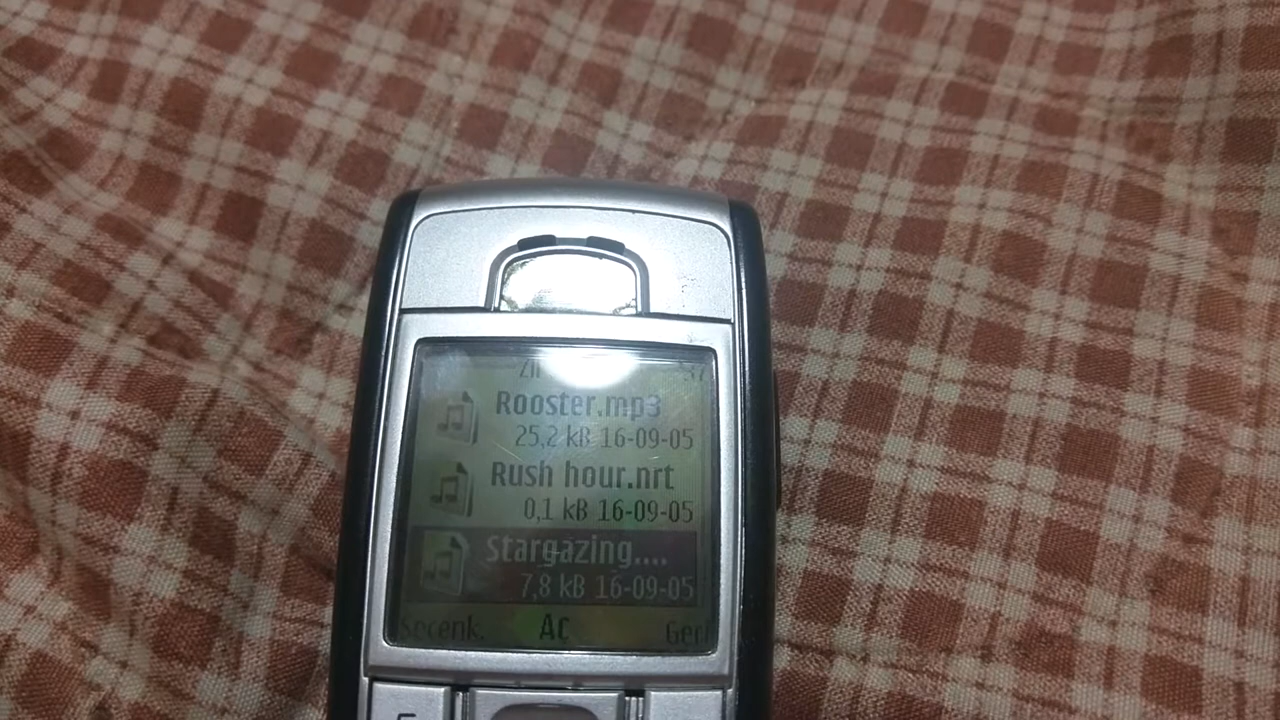 Rooster.mp3
25,2 kB 16-09-05
Rush hour.nrt
0,1 kB 16-09-05
Stargazing....
7,8 kB 16-09-05
Seçenk. Aç Geri